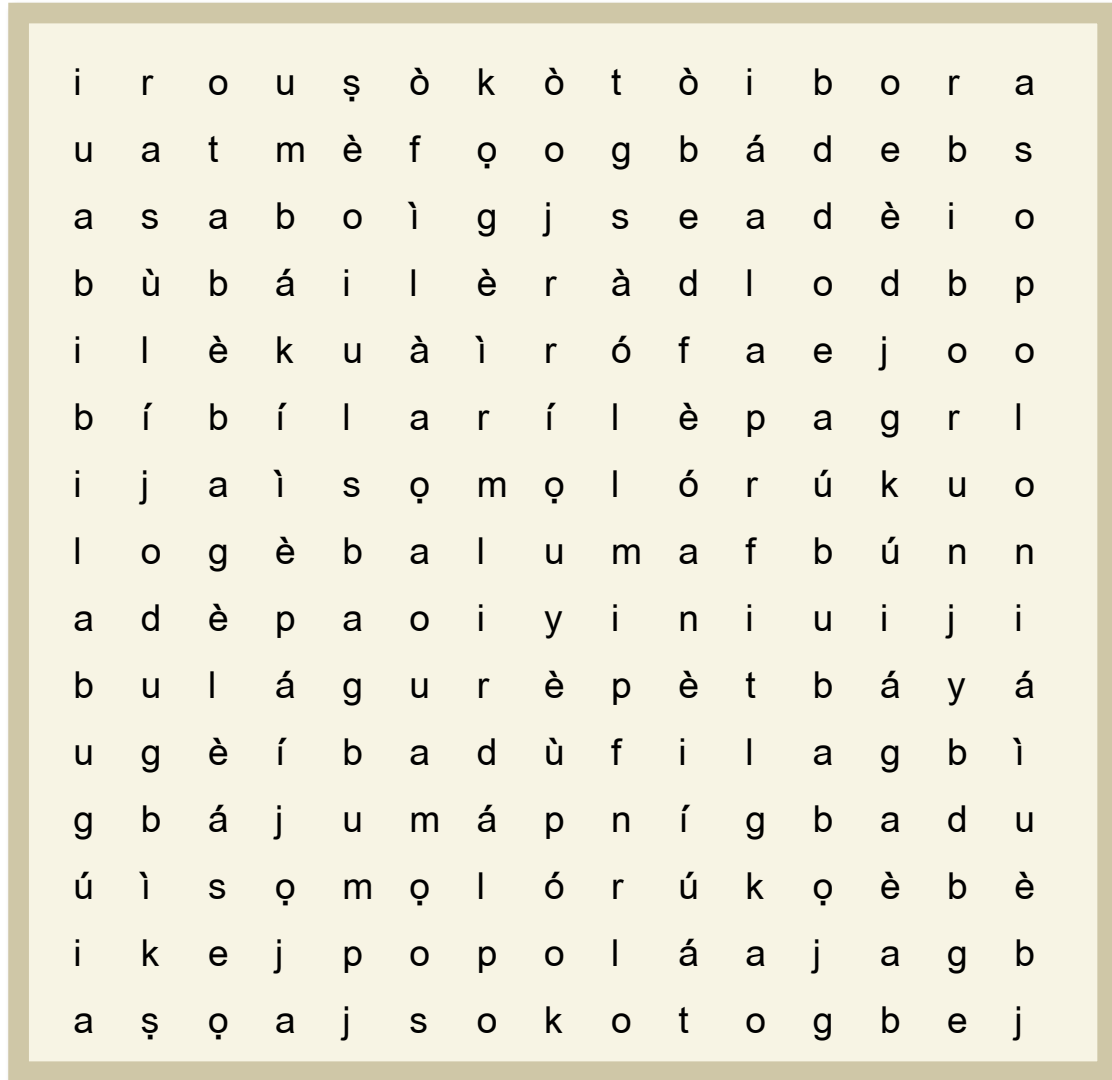 i r o u ṣ ò k ò t ò i b o r a
u a t m è f ọ o g b á d e b s
a s a b o ì g j s e a d è i o
b ù b á i l è r à d l o d b p
i l è k u à ì r ó f a e j o o
b í b í l a r í l è p a g r l
i j a ì s ọ m ọ l ó r ú k u o
l o g è b a l u m a f b ú n n
a d è p a o i y i n i u i j i
b u l á g u r è p è t b á y á
u g è í b a d ù f i l a g b ì
g b á j u m á p n í g b a d u
ú ì s ọ m ọ l ó r ú k ọ è b è
i k e j p o p o l á a j a g b
a ṣ ọ a j s o k o t o g b e j